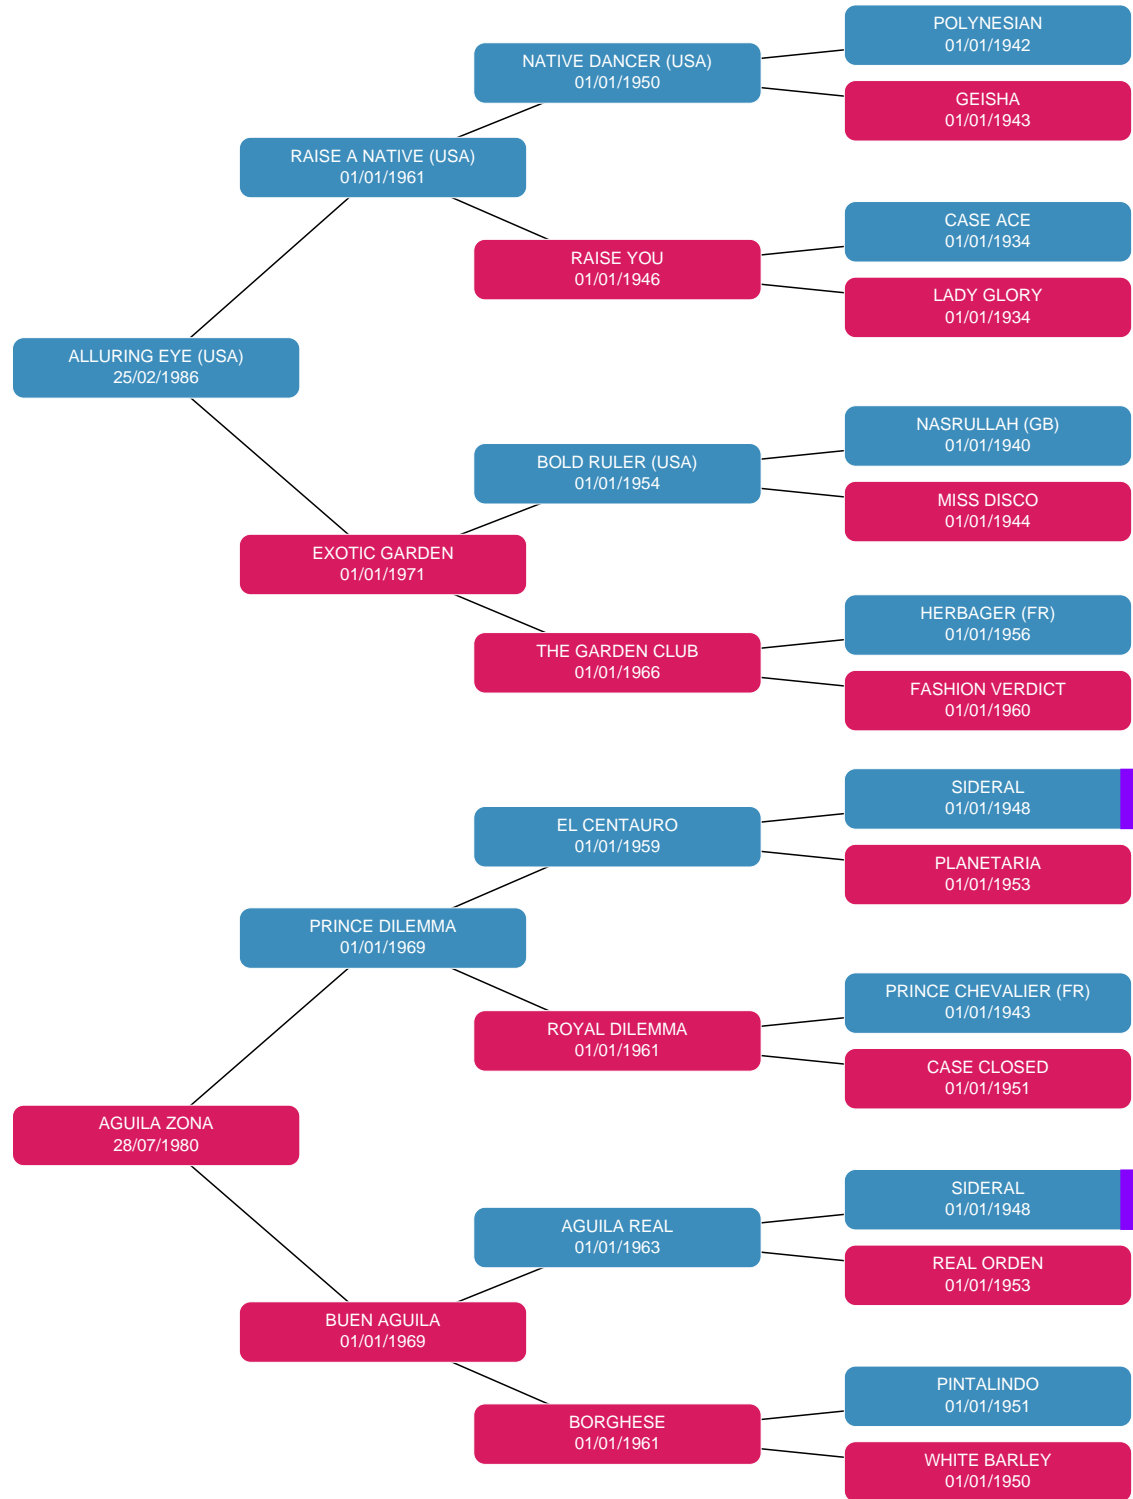 POLYNESIAN
01/01/1942
NATIVE DANCER (USA)
01/01/1950
GEISHA
01/01/1943
RAISE A NATIVE (USA)
01/01/1961
CASE ACE
01/01/1934
RAISE YOU
01/01/1946
LADY GLORY
01/01/1934
ALLURING EYE (USA)
25/02/1986
NASRULLAH (GB)
01/01/1940
BOLD RULER (USA)
01/01/1954
MISS DISCO
01/01/1944
EXOTIC GARDEN
01/01/1971
HERBAGER (FR)
01/01/1956
THE GARDEN CLUB
01/01/1966
FASHION VERDICT
01/01/1960
SIDERAL
01/01/1948
EL CENTAURO
01/01/1959
PLANETARIA
01/01/1953
PRINCE DILEMMA
01/01/1969
PRINCE CHEVALIER (FR)
01/01/1943
ROYAL DILEMMA
01/01/1961
CASE CLOSED
01/01/1951
AGUILA ZONA
28/07/1980
SIDERAL
01/01/1948
AGUILA REAL
01/01/1963
REAL ORDEN
01/01/1953
BUEN AGUILA
01/01/1969
PINTALINDO
01/01/1951
BORGHESE
01/01/1961
WHITE BARLEY
01/01/1950